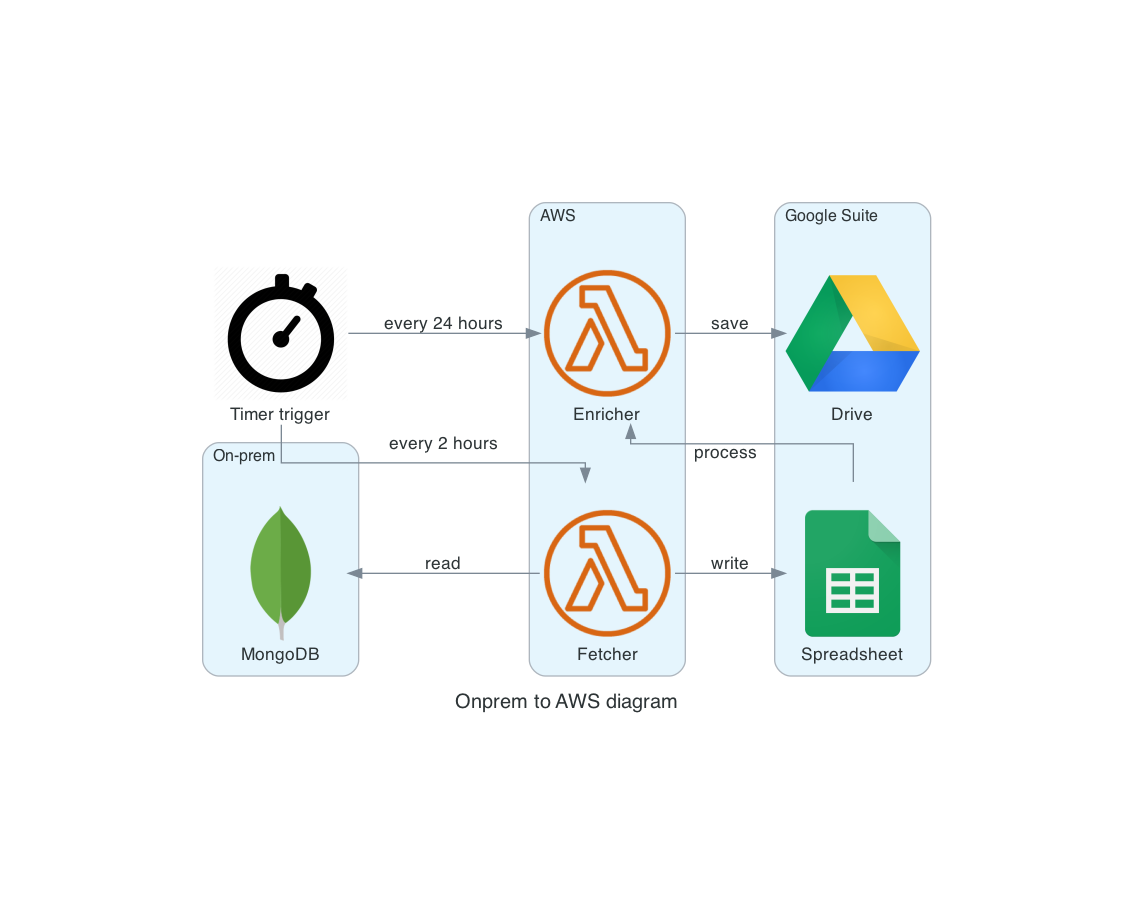 AWS
Google Suite
every 24 hours
save
Timer trigger
Enricher
Drive
every 2 hours
process
On-prem
read
write
MongoDB
Fetcher
Spreadsheet
Onprem to AWS diagram